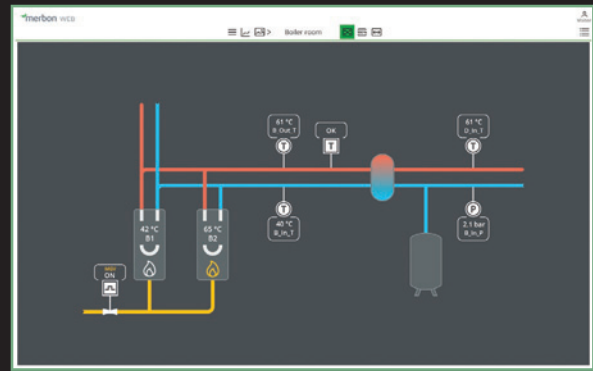 merbon WEB
Boiler room
61 °C
B_Out_T
T
OK
T
61 °C
D_In_T
T
T
40 °C
B_In_T
P
2.1 bar
B_In_P
42 °C
B1
65 °C
B2
ON